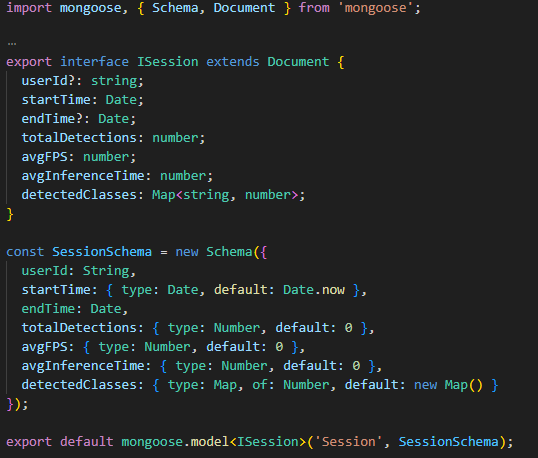 import mongoose, { Schema, Document } from 'mongoose';
…
export interface ISession extends Document {
  userId?: string;
  startTime: Date;
  endTime?: Date;
  totalDetections: number;
  avgFPS: number;
  avgInferenceTime: number;
  detectedClasses: Map<string, number>;
}
const SessionSchema = new Schema({
  userId: String,
  startTime: { type: Date, default: Date.now },
  endTime: Date,
  totalDetections: { type: Number, default: 0 },
  avgFPS: { type: Number, default: 0 },
  avgInferenceTime: { type: Number, default: 0 },
  detectedClasses: { type: Map, of: Number, default: new Map() }
});
export default mongoose.model<ISession>('Session', SessionSchema);